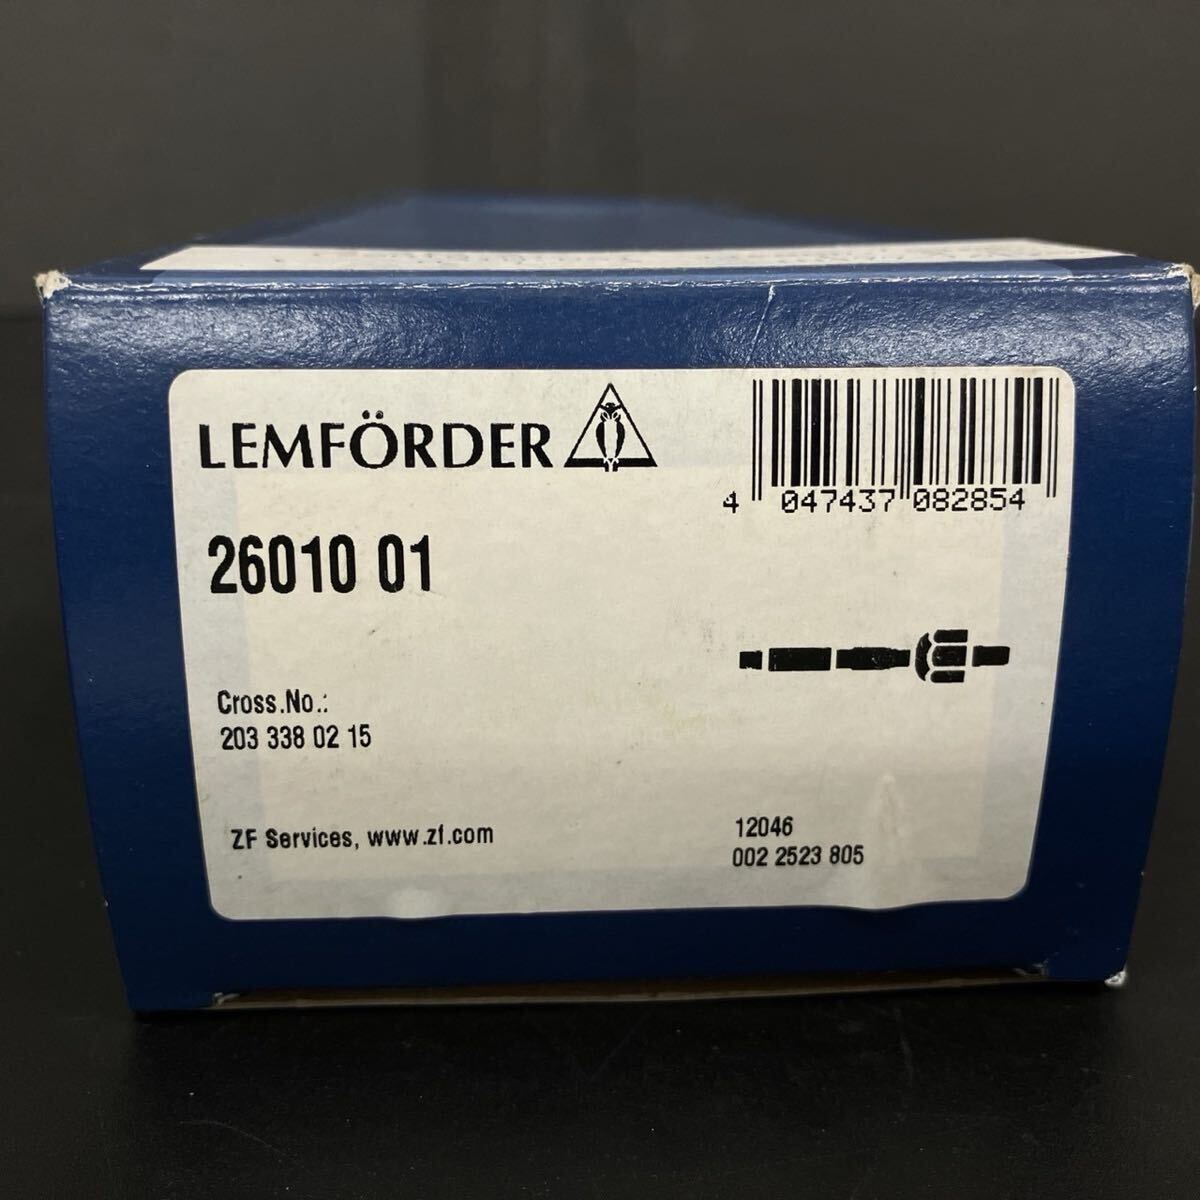 LEMFÖRDER
4 047437 082854
26010 01
Cross.No.:
203 338 02 15
ZF Services, www.zf.com
12046
002 2523 805